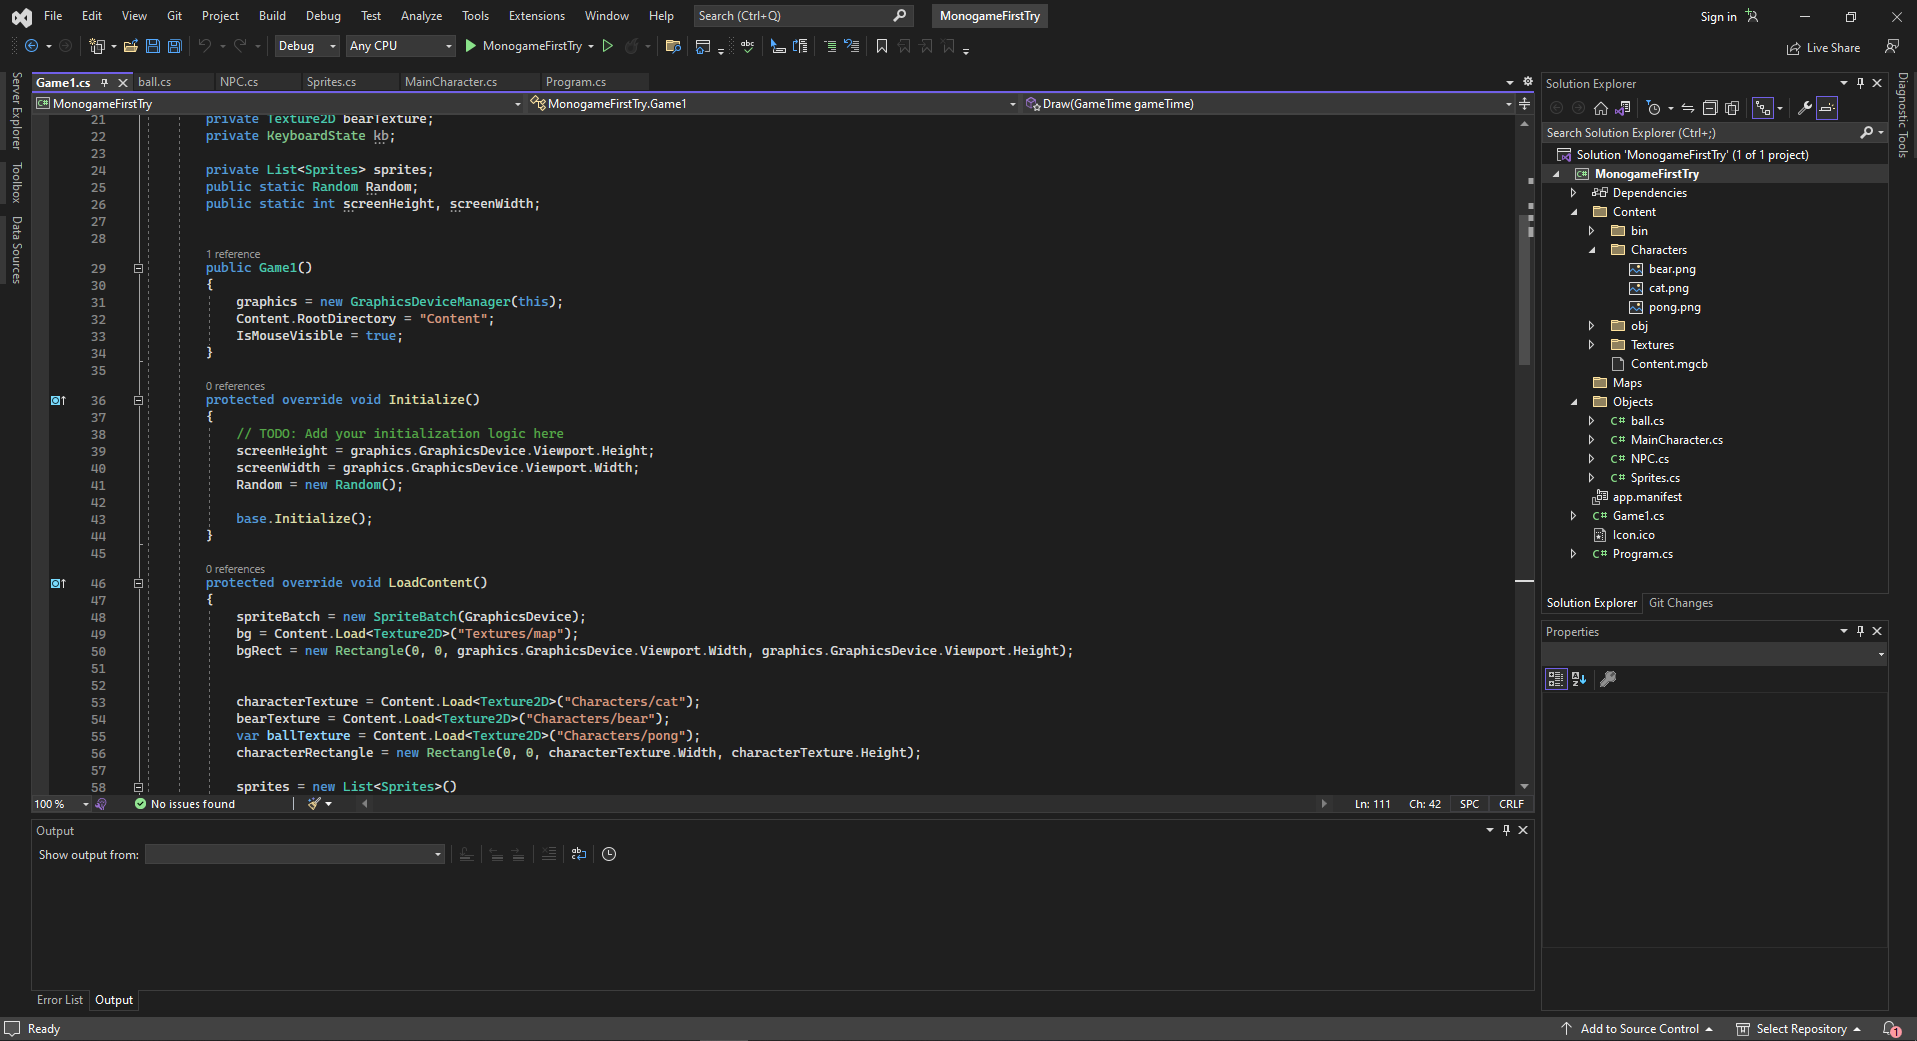 File Edit View Git Project Build Debug Test Analyze Tools Extensions Window Help Search (Ctrl+Q) MonogameFirstTry Sign in
Debug Any CPU MonogameFirstTry Live Share
Server Explorer
Toolbox
Data Sources
Game1.cs ball.cs NPC.cs Sprites.cs MainCharacter.cs Program.cs
MonogameFirstTry MonogameFirstTry.Game1 Draw(GameTime gameTime)
21 private Texture2D bearTexture;
22 private KeyboardState kb;
23
24 private List<Sprites> sprites;
25 public static Random Random;
26 public static int screenHeight, screenWidth;
27
28
1 reference
29 public Game1()
30 {
31 graphics = new GraphicsDeviceManager(this);
32 Content.RootDirectory = "Content";
33 IsMouseVisible = true;
34 }
35
0 references
36 protected override void Initialize()
37 {
38 // TODO: Add your initialization logic here
39 screenHeight = graphics.GraphicsDevice.Viewport.Height;
40 screenWidth = graphics.GraphicsDevice.Viewport.Width;
41 Random = new Random();
42
43 base.Initialize();
44 }
45
0 references
46 protected override void LoadContent()
47 {
48 spriteBatch = new SpriteBatch(GraphicsDevice);
49 bg = Content.Load<Texture2D>("Textures/map");
50 bgRect = new Rectangle(0, 0, graphics.GraphicsDevice.Viewport.Width, graphics.GraphicsDevice.Viewport.Height);
51
52
53 characterTexture = Content.Load<Texture2D>("Characters/cat");
54 bearTexture = Content.Load<Texture2D>("Characters/bear");
55 var ballTexture = Content.Load<Texture2D>("Characters/pong");
56 characterRectangle = new Rectangle(0, 0, characterTexture.Width, characterTexture.Height);
57
58 sprites = new List<Sprites>()
100 % No issues found Ln: 111 Ch: 42 SPC CRLF
Output
Show output from:
Error List Output
Solution Explorer
Search Solution Explorer (Ctrl+;)
Solution 'MonogameFirstTry' (1 of 1 project)
MonogameFirstTry
Dependencies
Content
bin
Characters
bear.png
cat.png
pong.png
obj
Textures
Content.mgcb
Maps
Objects
C# ball.cs
C# MainCharacter.cs
C# NPC.cs
C# Sprites.cs
app.manifest
C# Game1.cs
Icon.ico
C# Program.cs
Solution Explorer Git Changes
Properties
Diagnostic Tools
Ready Add to Source Control Select Repository 1